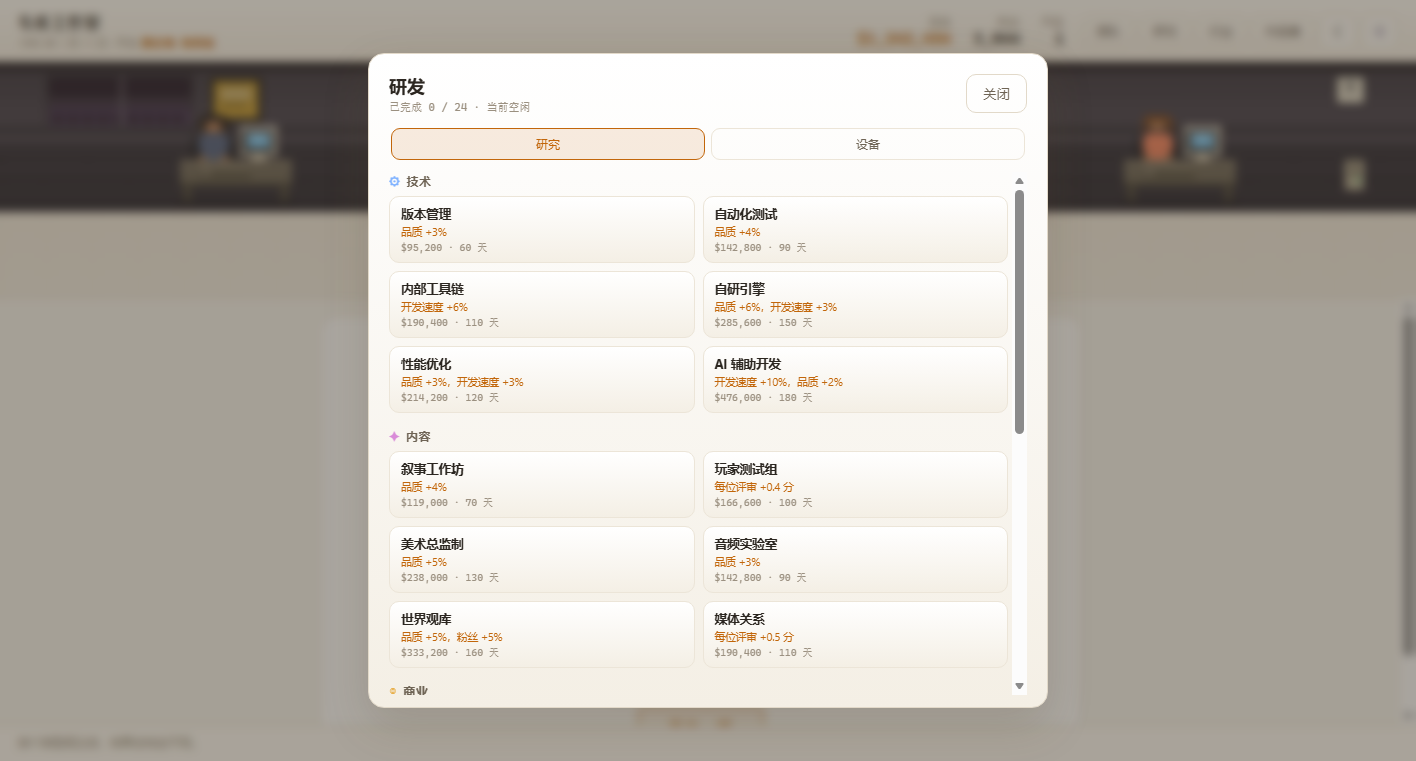 研发
已完成 0 / 24 · 当前空闲
关闭
研究
设备
技术
版本管理
品质 +3%
$95,200 · 60 天
自动化测试
品质 +4%
$142,800 · 90 天
内部工具链
开发速度 +6%
$190,400 · 110 天
自研引擎
品质 +6%, 开发速度 +3%
$285,600 · 150 天
性能优化
品质 +3%, 开发速度 +3%
$214,200 · 120 天
AI 辅助开发
开发速度 +10%, 品质 +2%
$476,000 · 180 天
内容
叙事工作坊
品质 +4%
$119,000 · 70 天
玩家测试组
每位评审 +0.4 分
$166,600 · 100 天
美术总监制
品质 +5%
$238,000 · 130 天
音频实验室
品质 +3%
$142,800 · 90 天
世界观库
品质 +5%, 粉丝 +5%
$333,200 · 160 天
媒体关系
每位评审 +0.5 分
$190,400 · 110 天
商业